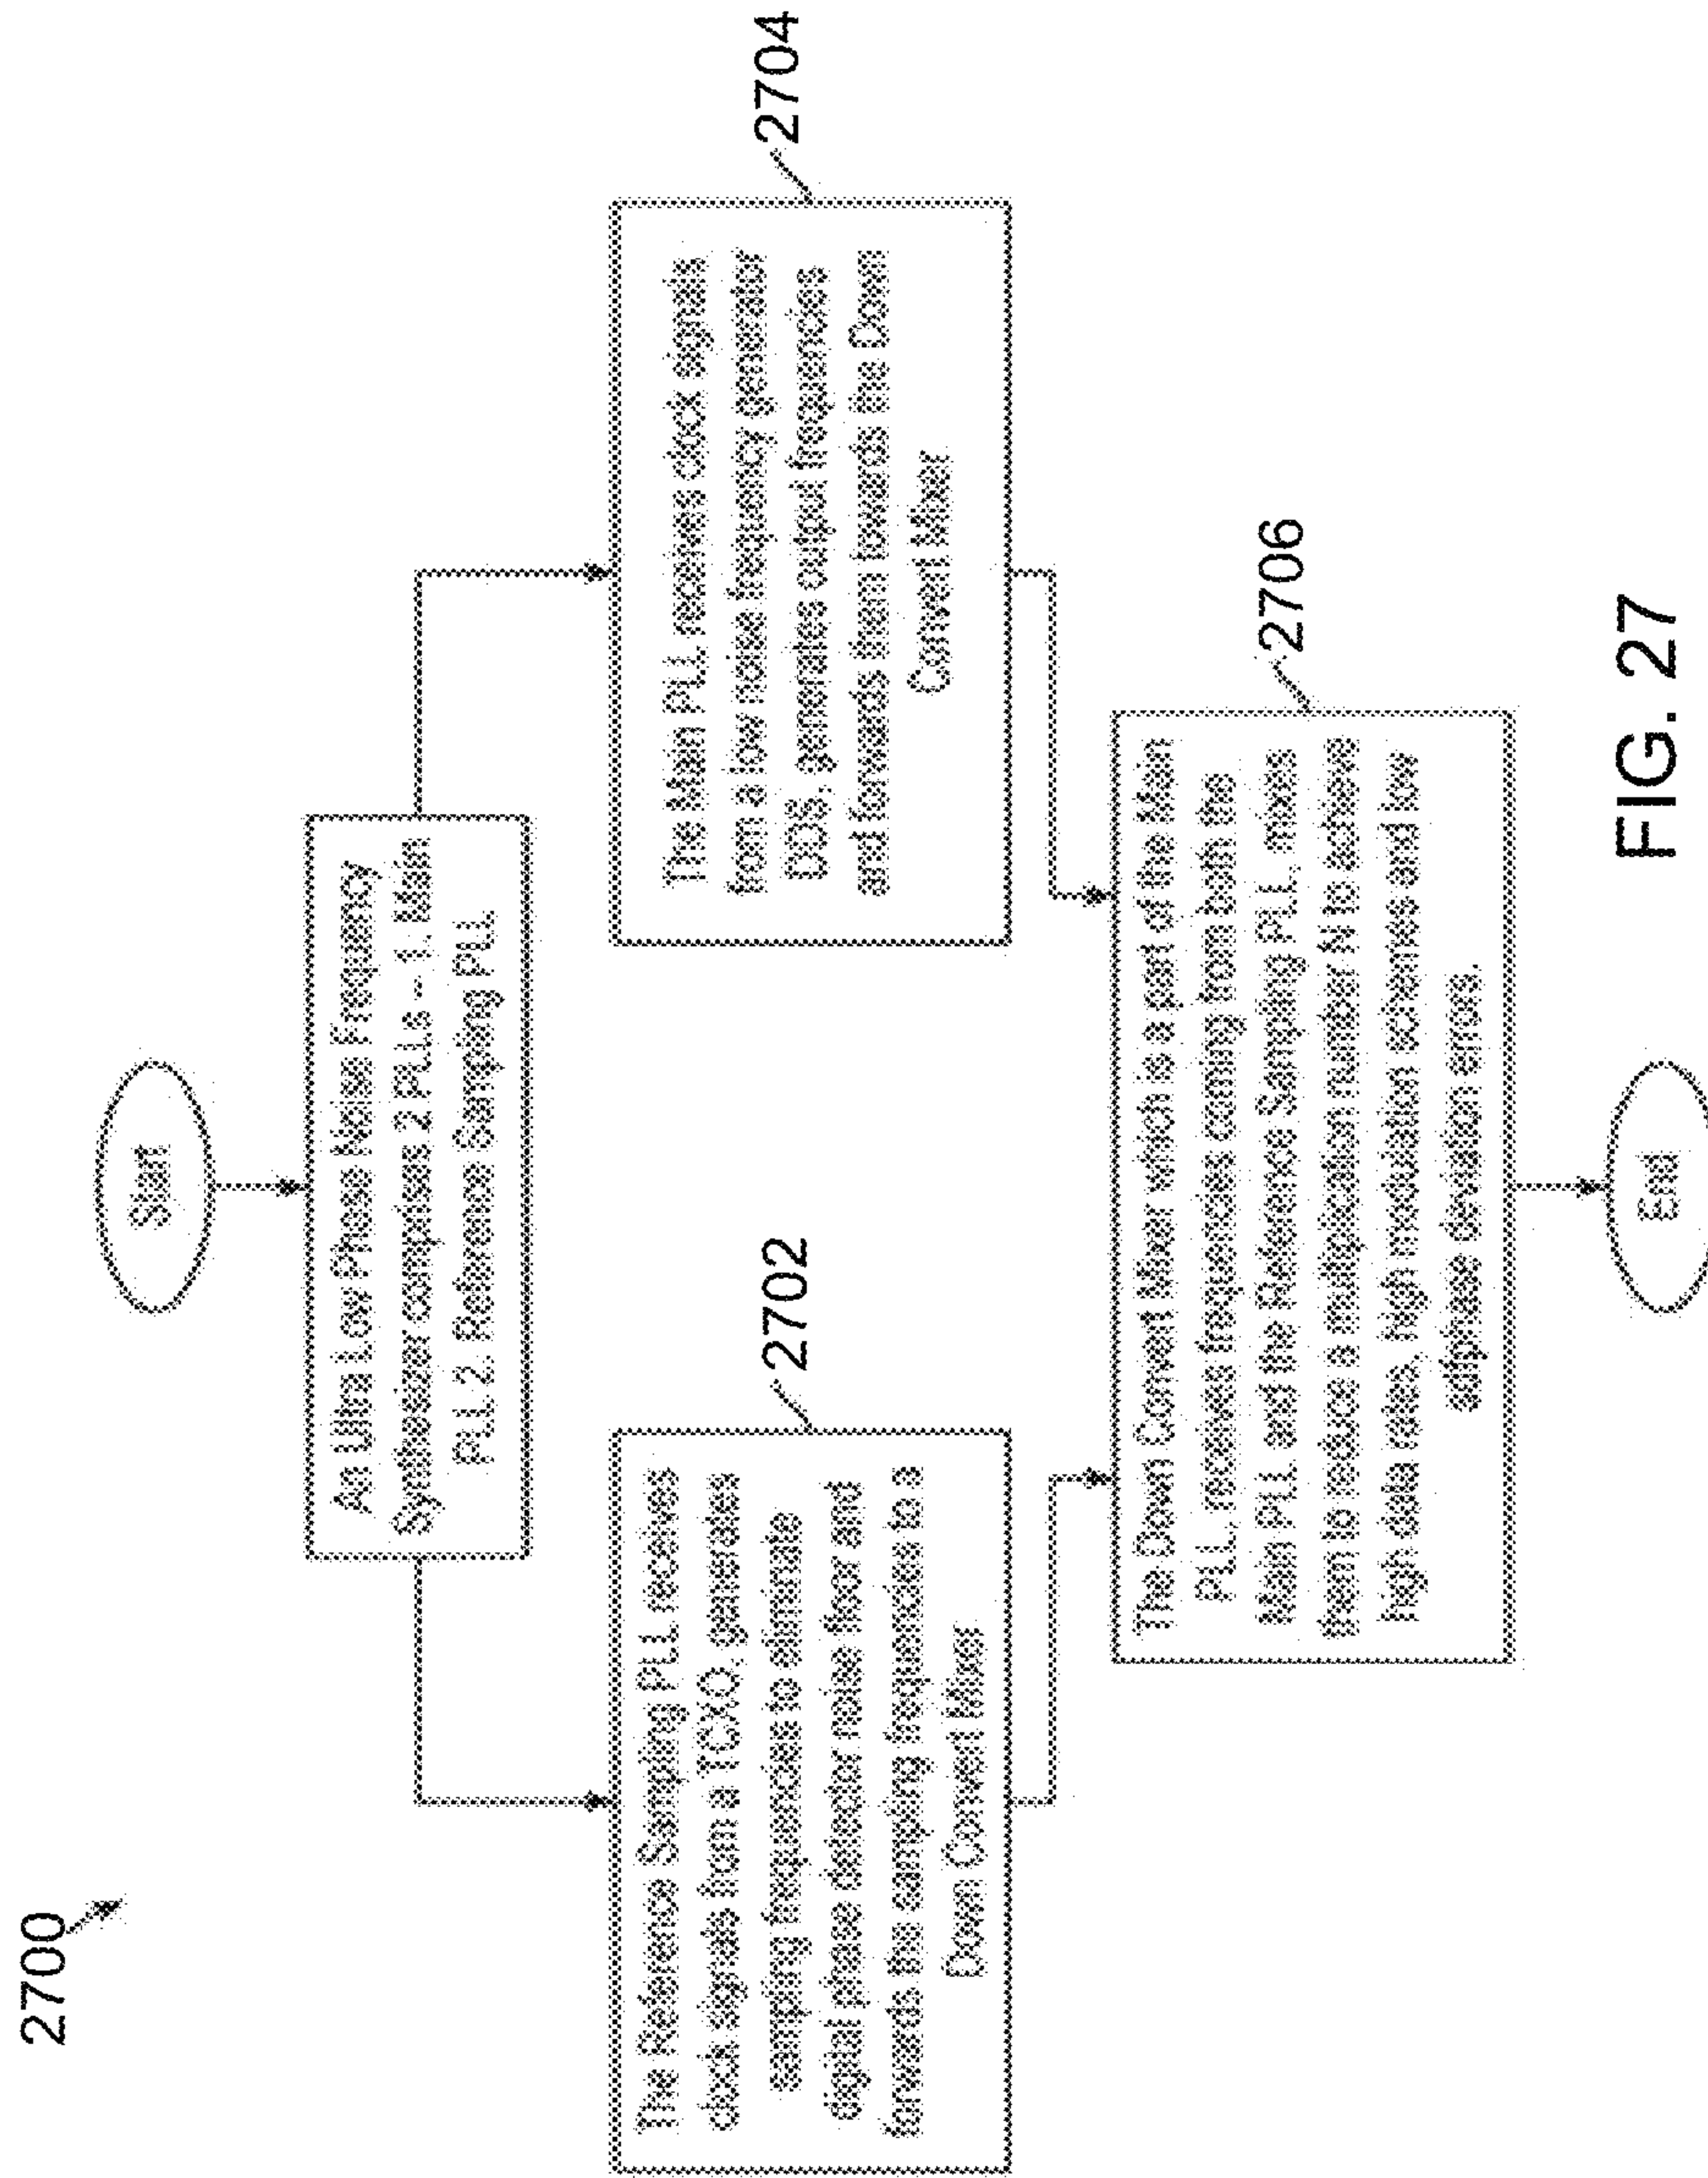 2700
Start
An Ultra Low Phase Noise Frequency
Synthesizer comprises 2 PLLs – 1. Main
PLL 2. Reference Sampling PLL
2702
The Reference Sampling PLL receives
clock signals from a TCXO, generates
sampling frequencies to eliminate
digital phase detector noise floor and
forwards the sampling frequencies to a
Down Convert Mixer
2704
The Main PLL receives clock signals
from a low noise frequency generator
DDS, generates output frequencies
and forwards them towards the Down
Convert Mixer.
2706
The Down Convert Mixer which is a part of the Main
PLL, receives frequencies coming from both the
Main PLL and the Reference Sampling PLL, mixes
them to reduce a multiplication number N to achieve
high data rates, high modulation schemes and low
phase deviation errors.
End
FIG. 27